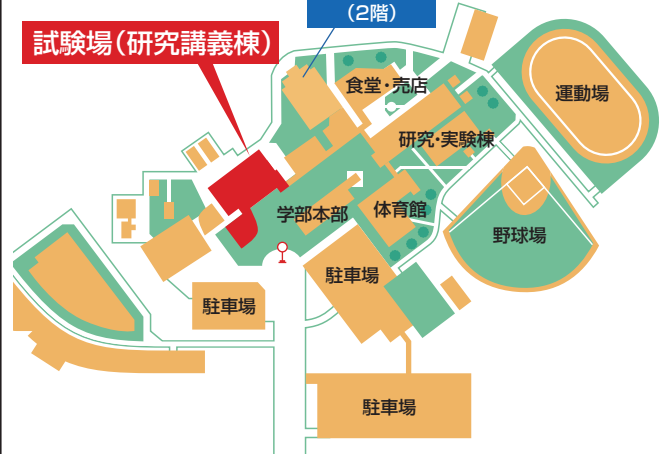 （2階）
試験場（研究講義棟）
食堂・売店
運動場
研究・実験棟
学部本部
体育館
野球場
駐車場
駐車場
駐車場